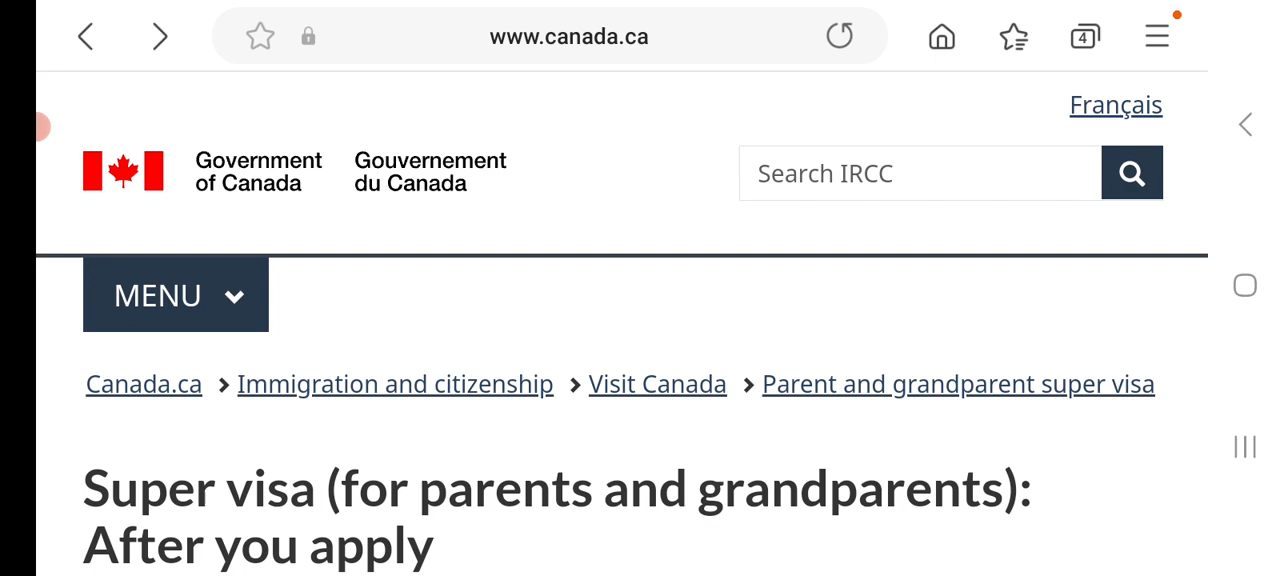 www.canada.ca
4
Français
Government of Canada
Gouvernement du Canada
Search IRCC
MENU
Canada.ca > Immigration and citizenship > Visit Canada > Parent and grandparent super visa
Super visa (for parents and grandparents):
After you apply